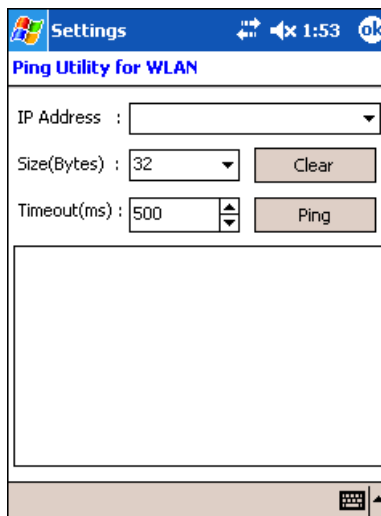 Settings 1:53 ok
Ping Utility for WLAN
IP Address :
Size(Bytes) : 32 Clear
Timeout(ms) : 500 Ping